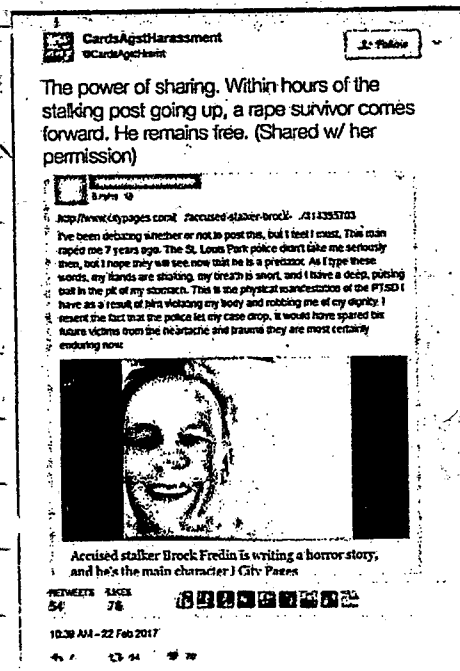 CardsAgstHarassment
@CardsAgstHrsmt
Follow
The power of sharing. Within hours of the
stalking post going up, a rape survivor comes
forward. He remains free. (Shared w/ her
permission)
accused-stalker-brock-
I've been debating whether or not to post this, but I feel I must. This man
raped me 7 years ago. The St. Louis Park police didn't take me seriously
then, but I hope they will see now that he is a predator. As I type these
words, my hands are shaking, my breath is short, and I have a deep, pulsing
ball in the pit of my stomach. This is the physical manifestation of the PTSD I
have as a result of him violating my body and robbing me of my dignity. I
resent the fact that the police let my case drop, it would have spared his
future victims from the heartache and trauma they are most certainly
enduring now.
Accused stalker Brock Fredin is writing a horror story,
and he's the main character | City Pages
RETWEETS LIKES
54 78
10:39 AM - 22 Feb 2017